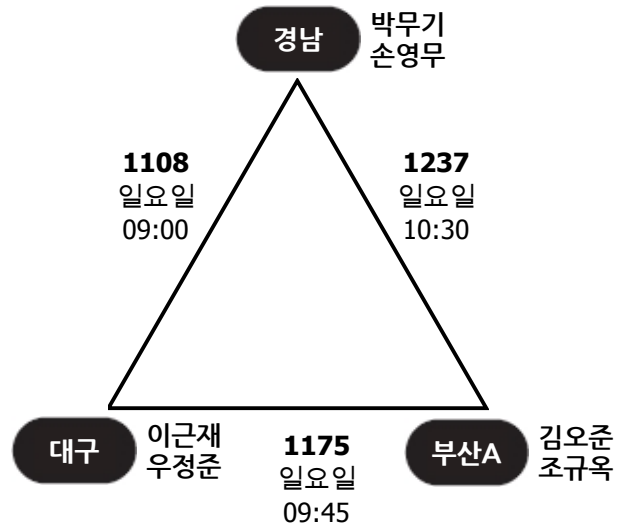 경남
박무기
손영무
1108
일요일
09:00
1237
일요일
10:30
대구
이근재
우정준
1175
일요일
09:45
부산A
김오준
조규옥